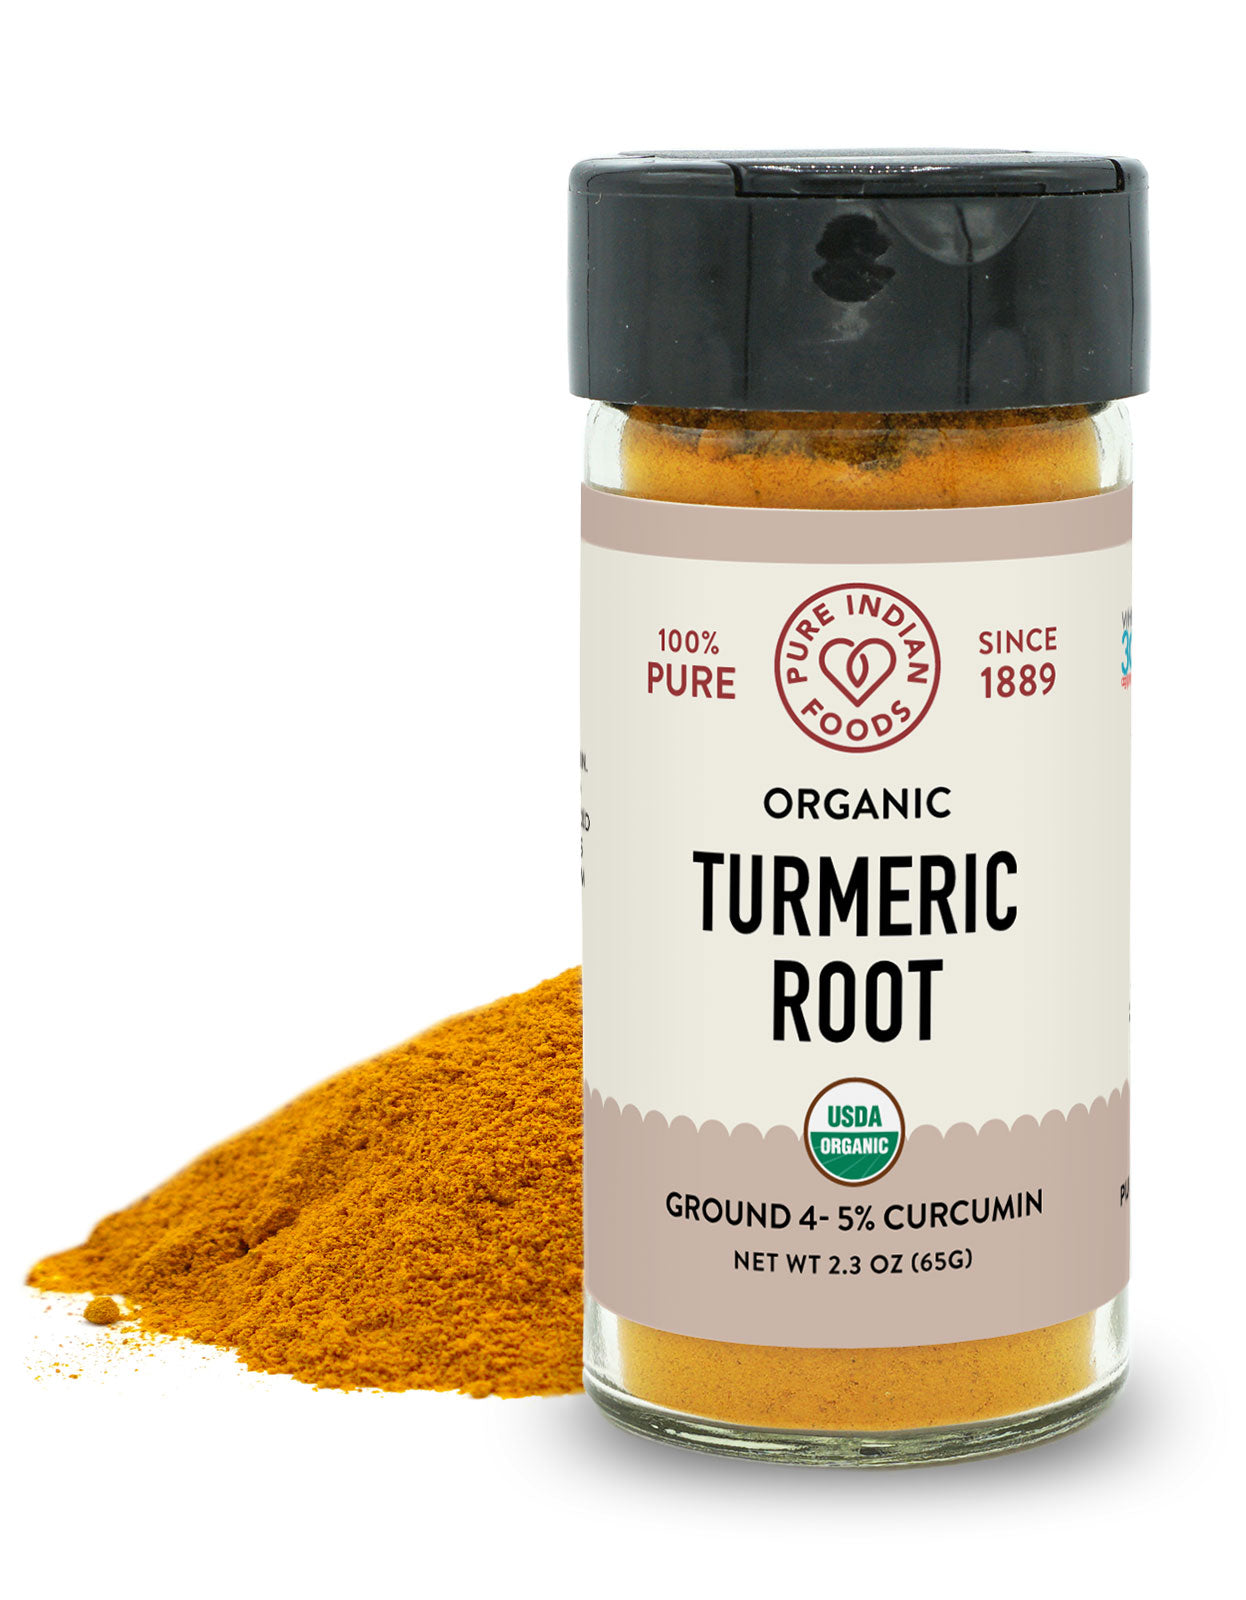 100%
PURE
PURE INDIAN
FOODS
SINCE
1889
ORGANIC
TURMERIC
ROOT
USDA
ORGANIC
GROUND 4- 5% CURCUMIN
NET WT 2.3 OZ (65G)